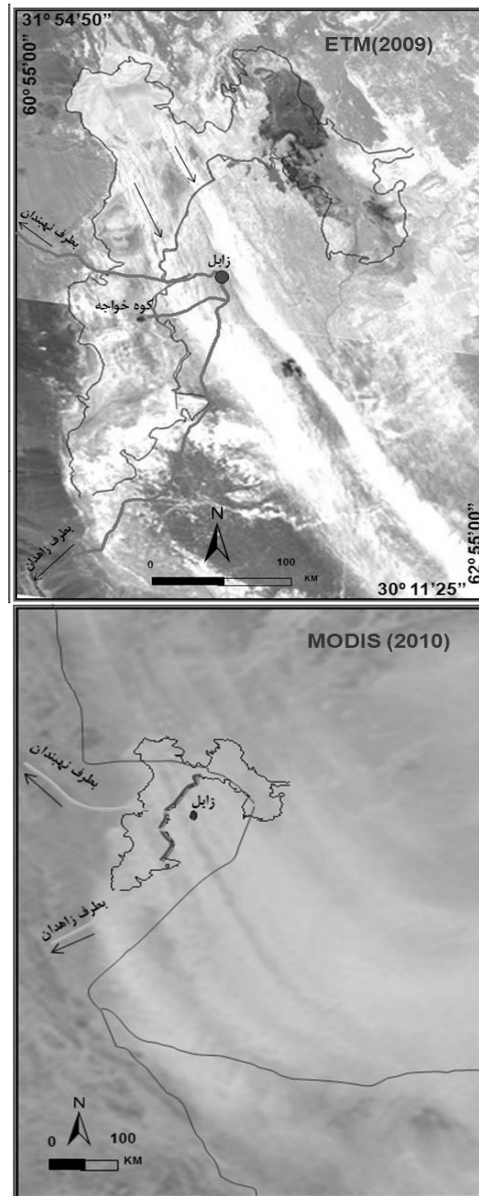 31º 54’50”
ETM(2009)
60º 55’00”
بطرف نهبندان
زابل
کوه خواجه
بطرف زاهدان
N
0 100
KM
62º 55’00”
30º 11’25”
MODIS (2010)
بطرف نهبندان
زابل
بطرف زاهدان
N
0 100
KM